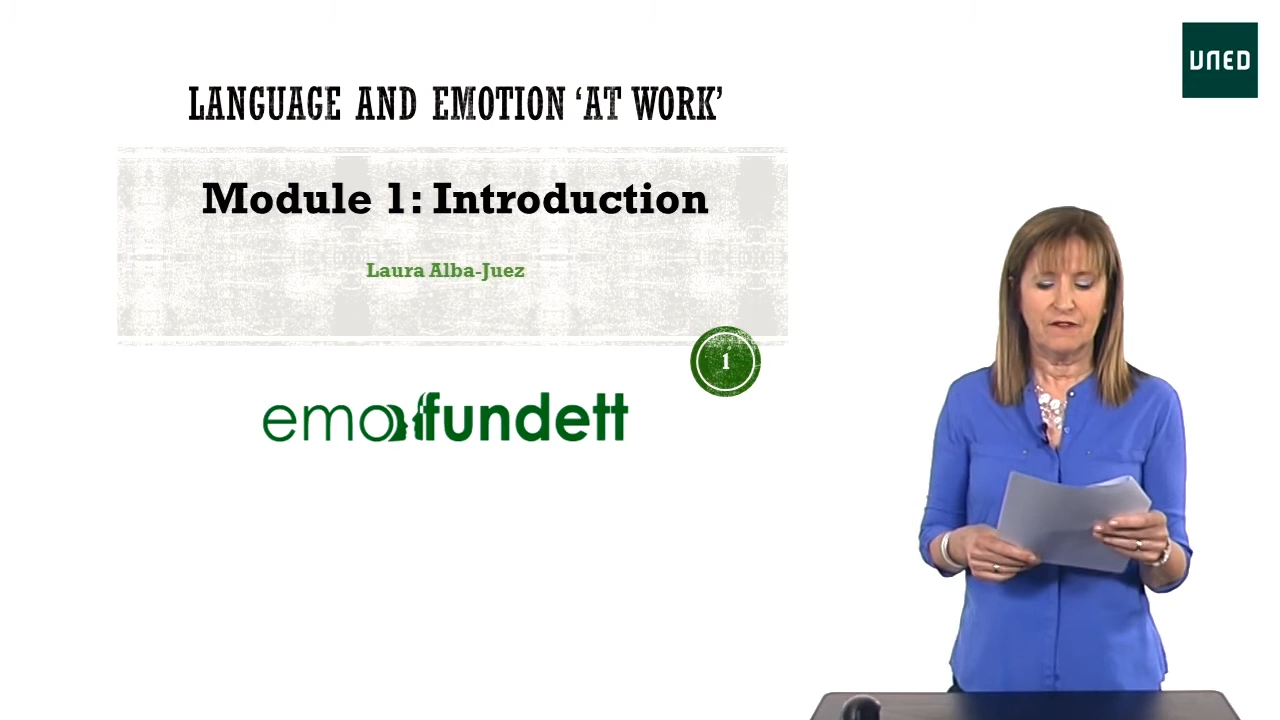 LANGUAGE AND EMOTION ‘AT WORK’
Module 1: Introduction
Laura Alba-Juez
1
emofundett
UNED